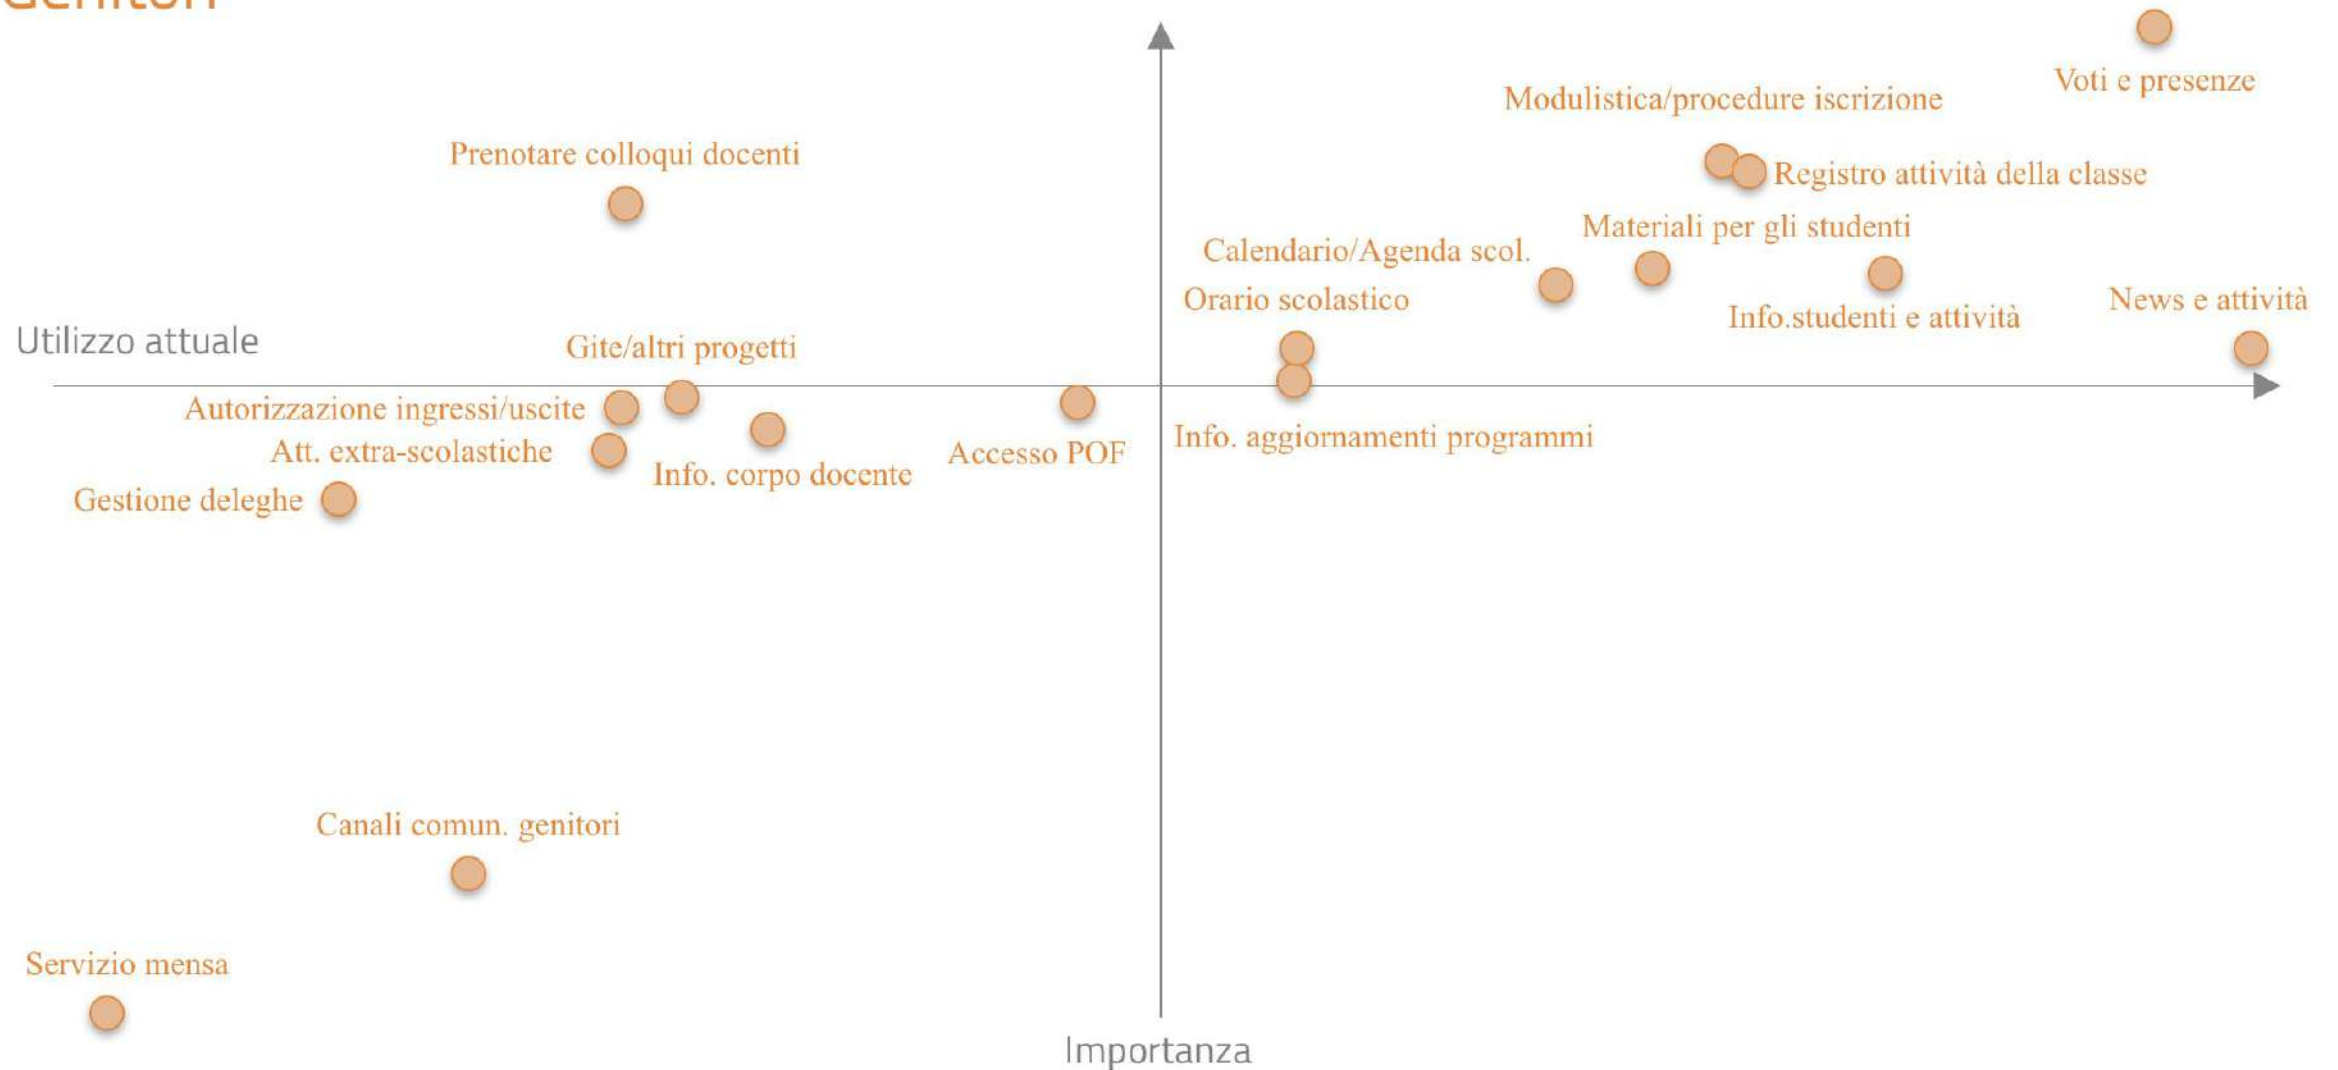 Genitori
Voti e presenze
Modulistica/procedure iscrizione
Prenotare colloqui docenti
Registro attività della classe
Materiali per gli studenti
Calendario/Agenda scol.
Orario scolastico
News e attività
Info.studenti e attività
Utilizzo attuale
Gite/altri progetti
Autorizzazione ingressi/uscite
Info. aggiornamenti programmi
Att. extra-scolastiche
Accesso POF
Info. corpo docente
Gestione deleghe
Canali comun. genitori
Servizio mensa
Importanza